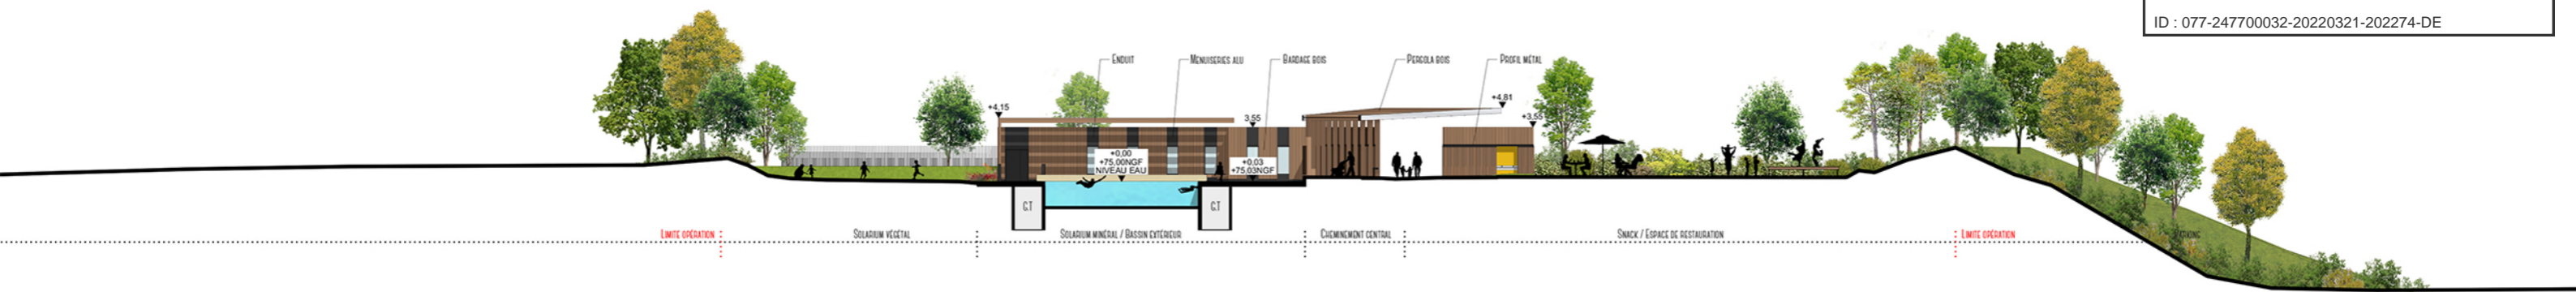 ID : 077-247700032-20220321-202274-DE
ENDUIT
MENUISERIES ALU
BARDAGE BOIS
PERGOLA BOIS
PROFIL MÉTAL
+4,15
3,55
+4,81
+3,55
+0,00
+75,00NGF
NIVEAU EAU
+0,03
+75,03NGF
G.T
G.T
LIMITE OPÉRATION
SOLARIUM VÉGÉTAL
SOLARIUM MINÉRAL / BASSIN EXTÉRIEUR
CHEMINEMENT CENTRAL
SNACK / ESPACE DE RESTAURATION
LIMITE OPÉRATION
PARKING